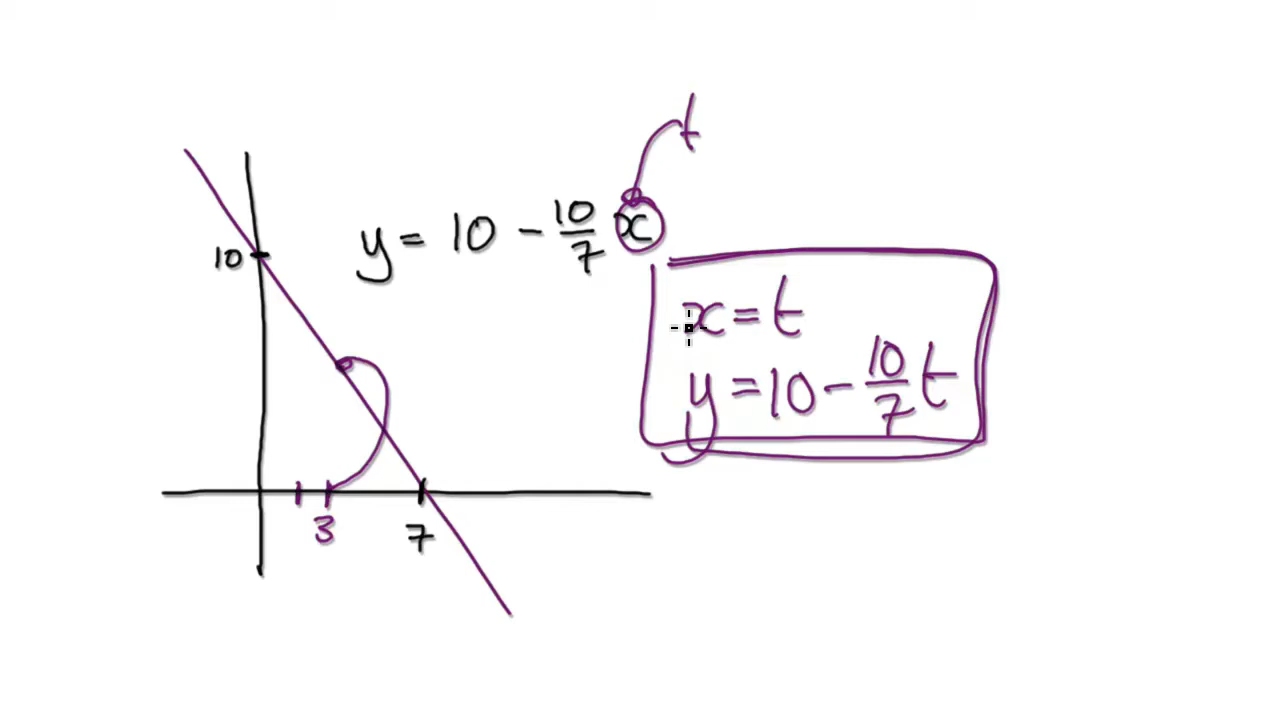 t
y = 10 - 10/7 x
10
x = t
y = 10 - 10/7 t
3
7